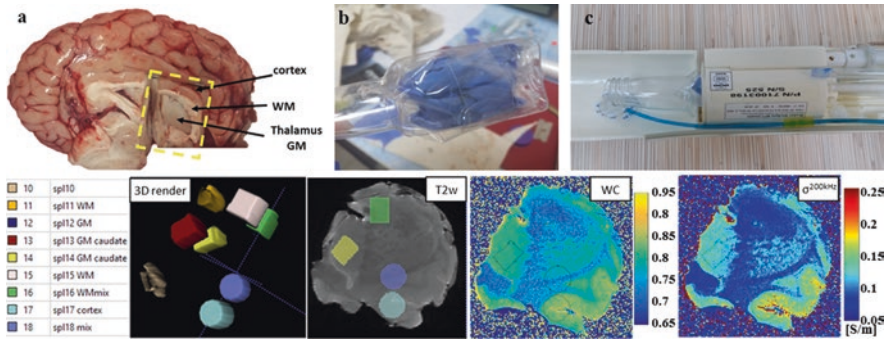 a
cortex
WM
Thalamus
GM
b
c
P/N 71003198
S/N 525
10 spl10
11 spl11 WM
12 spl12 GM
13 spl13 GM caudate
14 spl14 GM caudate
15 spl15 WM
16 spl16 WMmix
17 spl17 cortex
18 spl18 mix
3D render
T2w
WC
0.95
0.9
0.85
0.8
0.75
0.7
0.65
σ²⁰⁰ᵏᴴᶻ
0.25
0.2
0.15
0.1
0.05
[S/m]